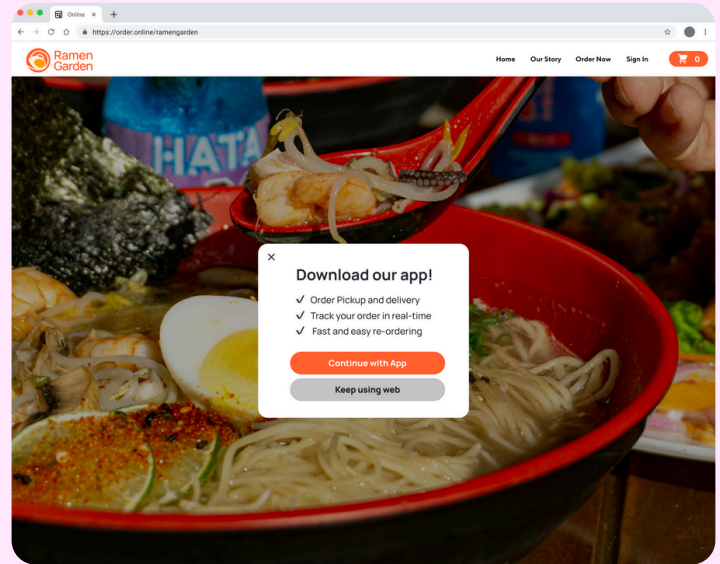 Online
https://order.online/ramengarden
Ramen
Garden
Home Our Story Order Now Sign In 0
HATA
Download our app!
✓ Order Pickup and delivery
✓ Track your order in real-time
✓ Fast and easy re-ordering
Continue with App
Keep using web